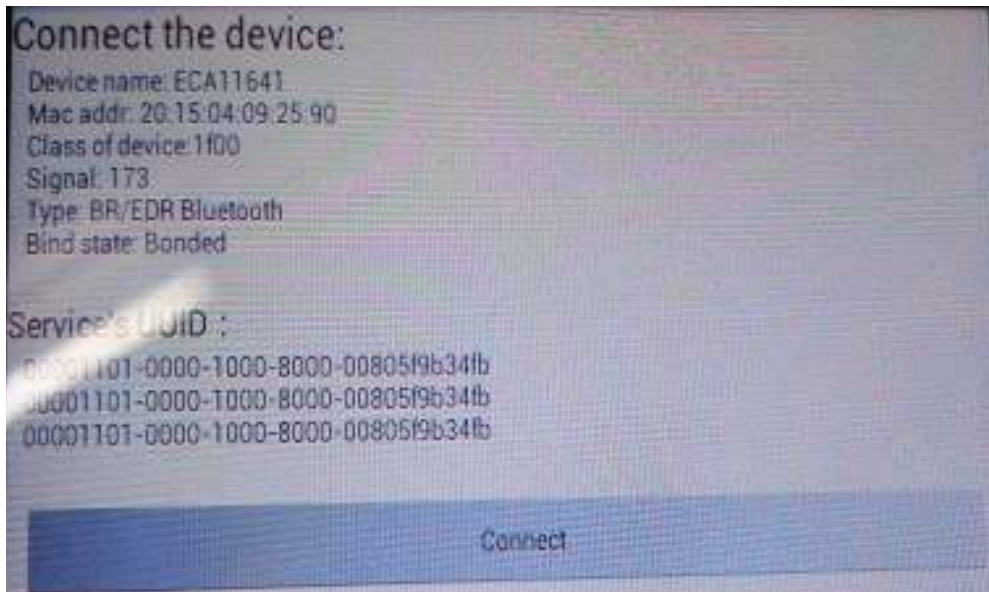 Connect the device:
Device name: ECA11641
Mac addr: 20:15:04:09:25:90
Class of device:1f00
Signal: 173
Type: BR/EDR Bluetooth
Bind state: Bonded
Service's UUID :
00001101-0000-1000-8000-00805f9b34fb
00001101-0000-1000-8000-00805f9b34fb
00001101-0000-1000-8000-00805f9b34fb
Connect